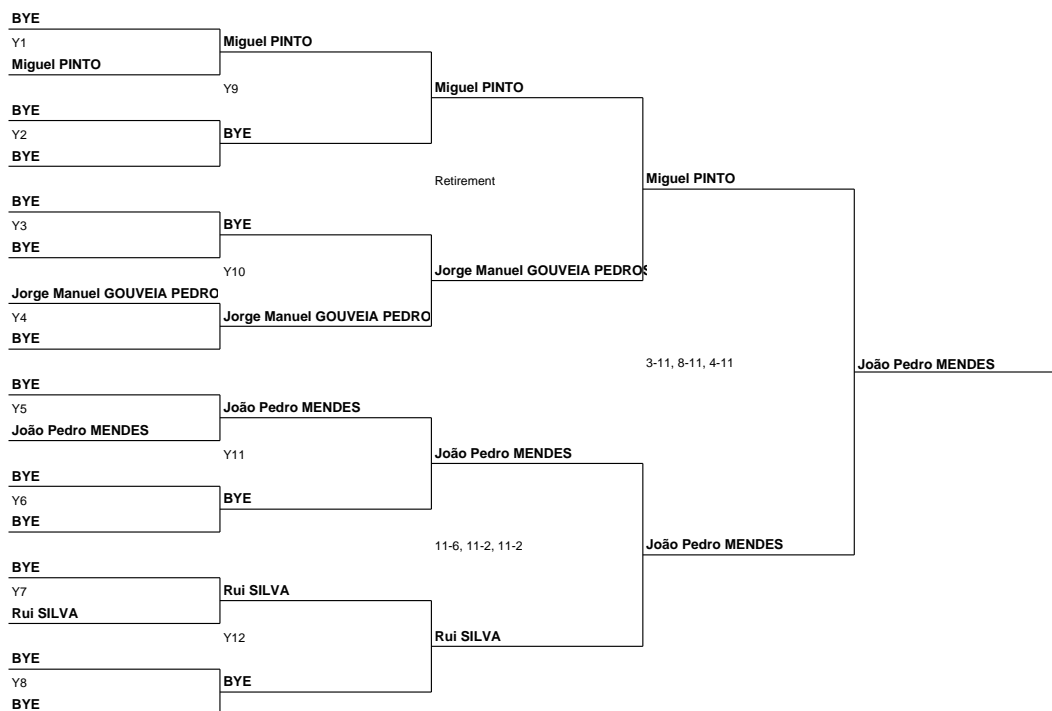 BYE
Y1
Miguel PINTO
Miguel PINTO
Y9
Miguel PINTO
BYE
Y2
BYE
BYE
Retirement
Miguel PINTO
BYE
Y3
BYE
BYE
Y10
Jorge Manuel GOUVEIA PEDROS
Jorge Manuel GOUVEIA PEDRO
Y4
Jorge Manuel GOUVEIA PEDRO
BYE
3-11, 8-11, 4-11
João Pedro MENDES
BYE
Y5
João Pedro MENDES
João Pedro MENDES
Y11
João Pedro MENDES
BYE
Y6
BYE
BYE
11-6, 11-2, 11-2
João Pedro MENDES
BYE
Y7
Rui SILVA
Rui SILVA
Y12
Rui SILVA
BYE
Y8
BYE
BYE